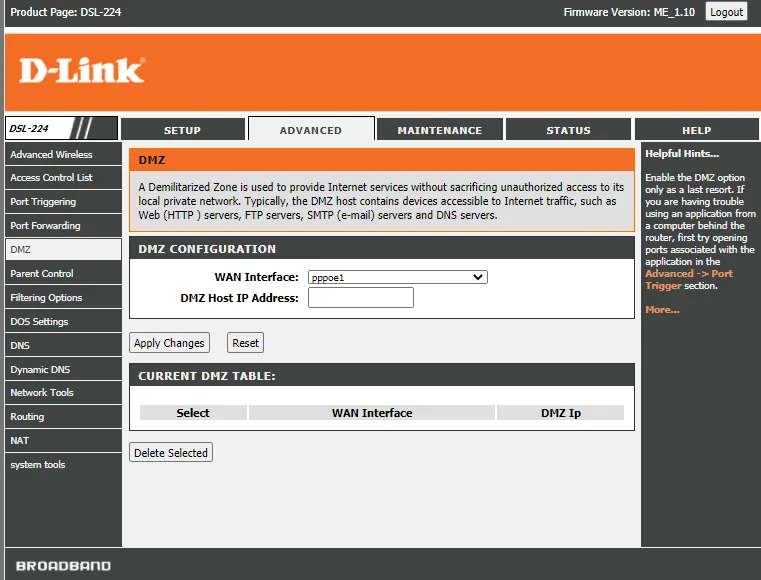 Product Page: DSL-224
Firmware Version: ME_1.10
Logout
D-Link
DSL-224
SETUP
ADVANCED
MAINTENANCE
STATUS
HELP
Advanced Wireless
Access Control List
Port Triggering
Port Forwarding
DMZ
Parent Control
Filtering Options
DOS Settings
DNS
Dynamic DNS
Network Tools
Routing
NAT
system tools
DMZ
A Demilitarized Zone is used to provide Internet services without sacrificing unauthorized access to its
local private network. Typically, the DMZ host contains devices accessible to Internet traffic, such as
Web (HTTP ) servers, FTP servers, SMTP (e-mail) servers and DNS servers.
DMZ CONFIGURATION
WAN Interface: pppoe1
DMZ Host IP Address:
Apply Changes
Reset
CURRENT DMZ TABLE:
Select
WAN Interface
DMZ Ip
Delete Selected
Helpful Hints...
Enable the DMZ option
only as a last resort. If
you are having trouble
using an application from
a computer behind the
router, first try opening
ports associated with the
application in the
Advanced -> Port
Trigger section.
More...
BROADBAND